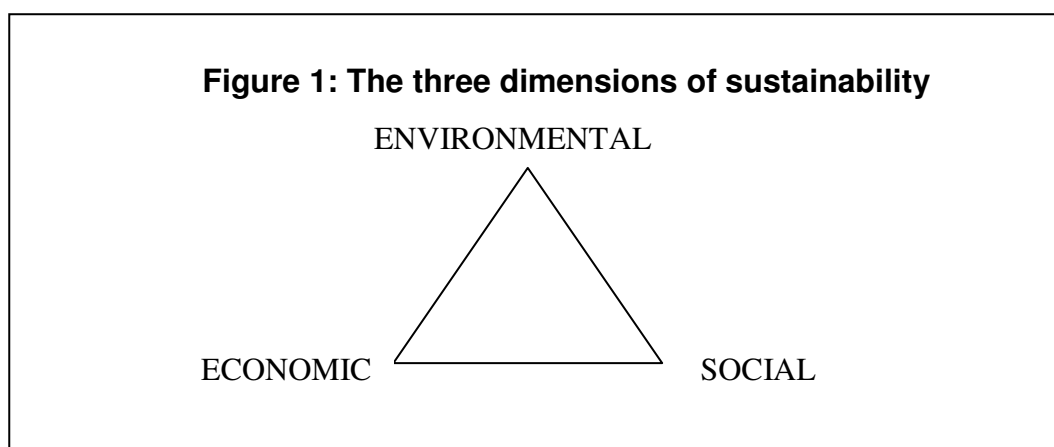 Figure 1: The three dimensions of sustainability
ENVIRONMENTAL
ECONOMIC
SOCIAL